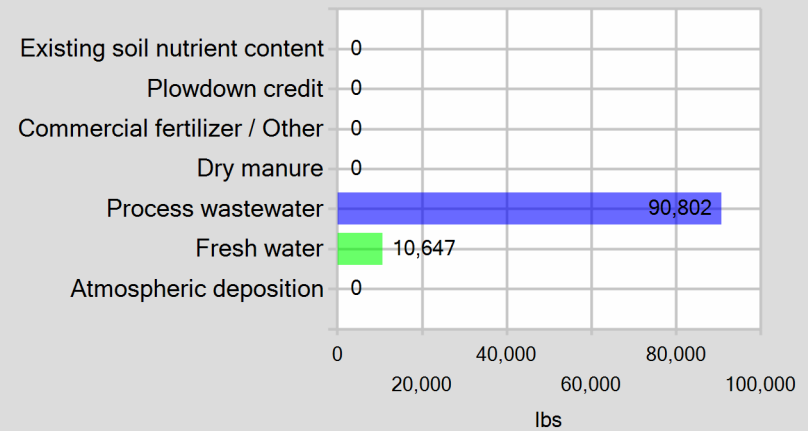 Existing soil nutrient content 0
Plowdown credit 0
Commercial fertilizer / Other 0
Dry manure 0
Process wastewater 90,802
Fresh water 10,647
Atmospheric deposition 0
0 40,000 80,000
20,000 60,000 100,000
lbs